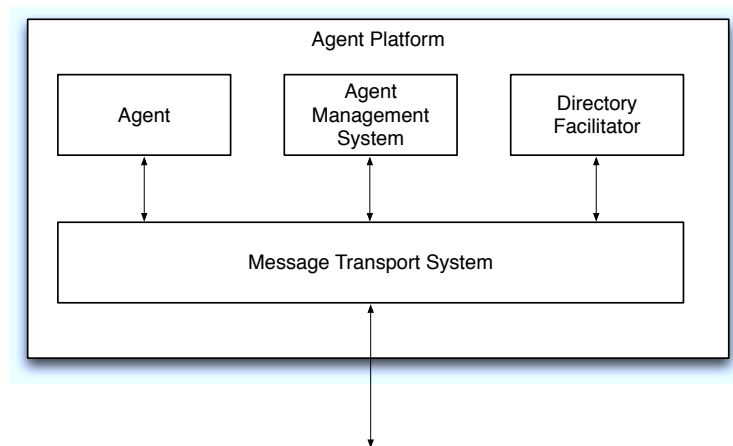 Agent Platform
Agent
Agent
Management
System
Directory
Facilitator
Message Transport System